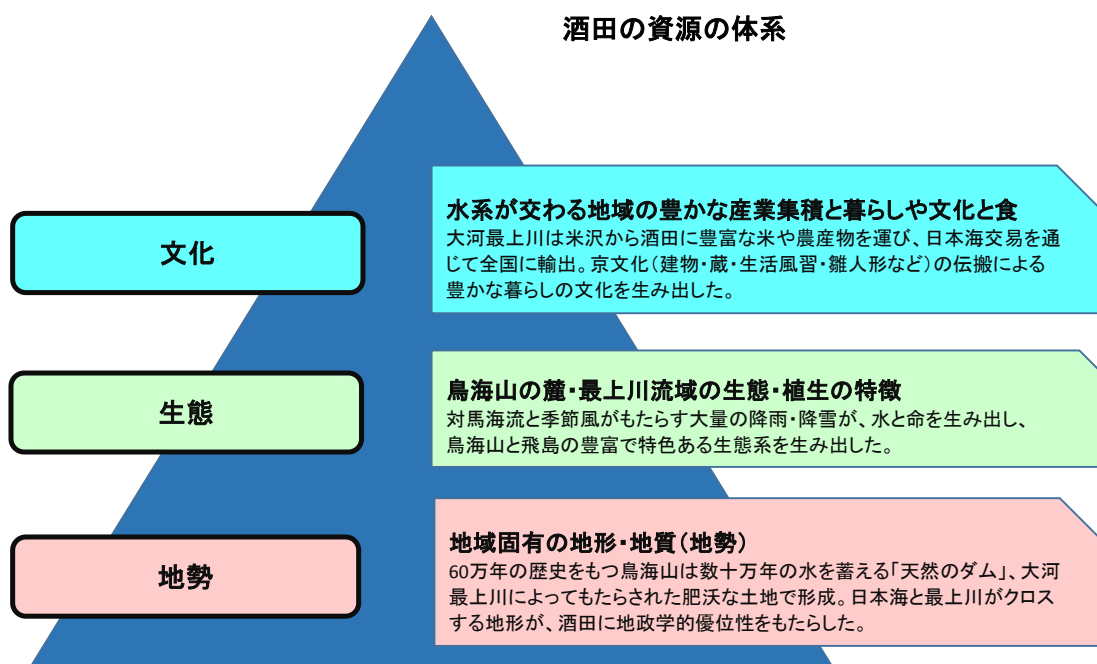 酒田の資源の体系
文化
水系が交わる地域の豊かな産業集積と暮らしや文化と食
大河最上川は米沢から酒田に豊富な米や農産物を運び、日本海交易を通
じて全国に輸出。京文化（建物・蔵・生活風習・雛人形など）の伝搬による
豊かな暮らしの文化を生み出した。
生態
鳥海山の麓・最上川流域の生態・植生の特徴
対馬海流と季節風がもたらす大量の降雨・降雪が、水と命を生み出し、
鳥海山と飛島の豊富で特色ある生態系を生み出した。
地勢
地域固有の地形・地質（地勢）
60万年の歴史をもつ鳥海山は数十万年の水を蓄える「天然のダム」、大河
最上川によってもたらされた肥沃な土地で形成。日本海と最上川がクロス
する地形が、酒田に地政学的優位性をもたらした。